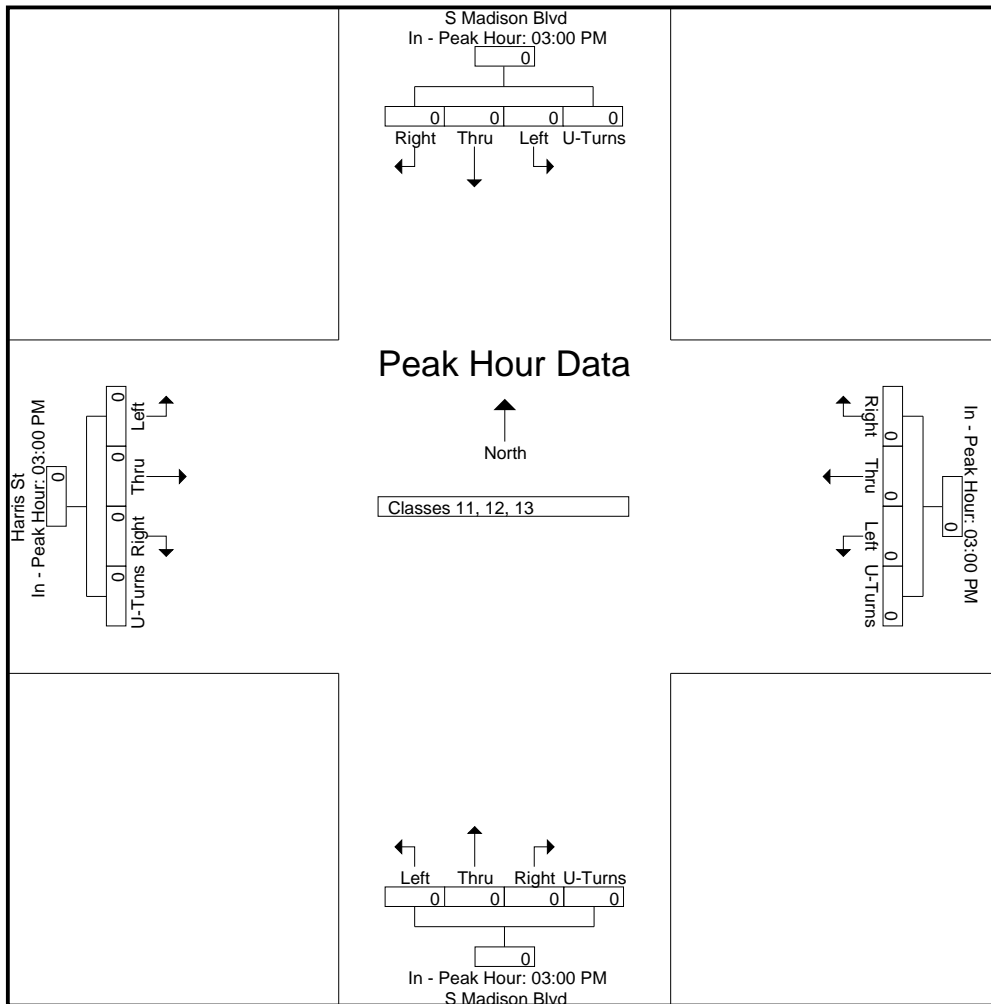 S Madison Blvd
In - Peak Hour: 03:00 PM
0
0 0 0 0
Right Thru Left U-Turns
Peak Hour Data
North
Classes 11, 12, 13
Harris St
In - Peak Hour: 03:00 PM
0
0 0 0 0
Left Thru Right U-Turns
Right Thru Left U-Turns
0 0 0 0
0
In - Peak Hour: 03:00 PM
Left Thru Right U-Turns
0 0 0 0
0
In - Peak Hour: 03:00 PM
S Madison Blvd